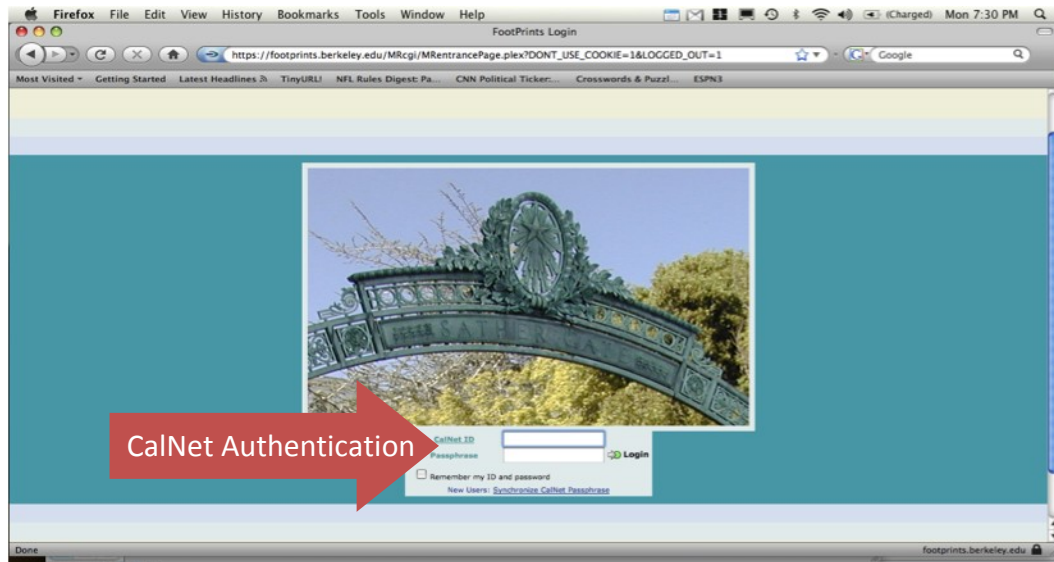 Firefox File Edit View History Bookmarks Tools Window Help (Charged) Mon 7:30 PM
FootPrints Login
https://footprints.berkeley.edu/MRcgi/MRentrancePage.plex?DONT_USE_COOKIE=1&LOGGED_OUT=1 Google
Most Visited Getting Started Latest Headlines TinyURL! NFL Rules Digest: Pa... CNN Political Ticker:... Crosswords & Puzzl... ESPN3
SATHER GATE
CalNet Authentication
CalNet ID
Passphrase Login
Remember my ID and password
New Users: Synchronize CalNet Passphrase
Done footprints.berkeley.edu